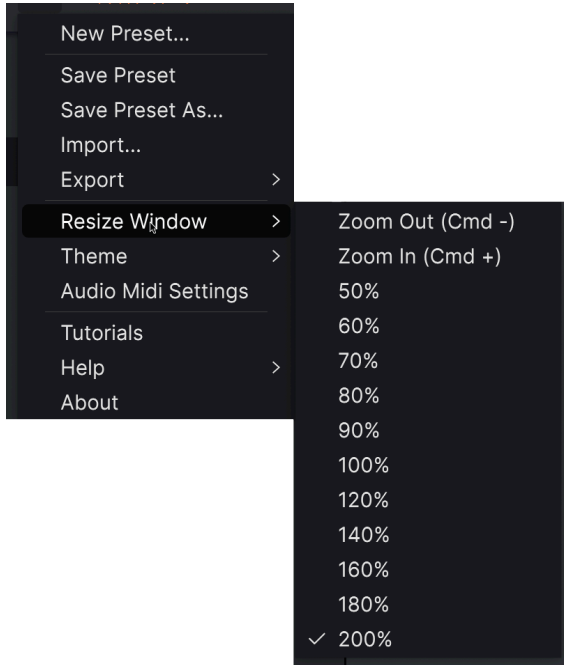 New Preset...
Save Preset
Save Preset As...
Import...
Export
Resize Window
Theme
Audio Midi Settings
Tutorials
Help
About
Zoom Out (Cmd -)
Zoom In (Cmd +)
50%
60%
70%
80%
90%
100%
120%
140%
160%
180%
200%